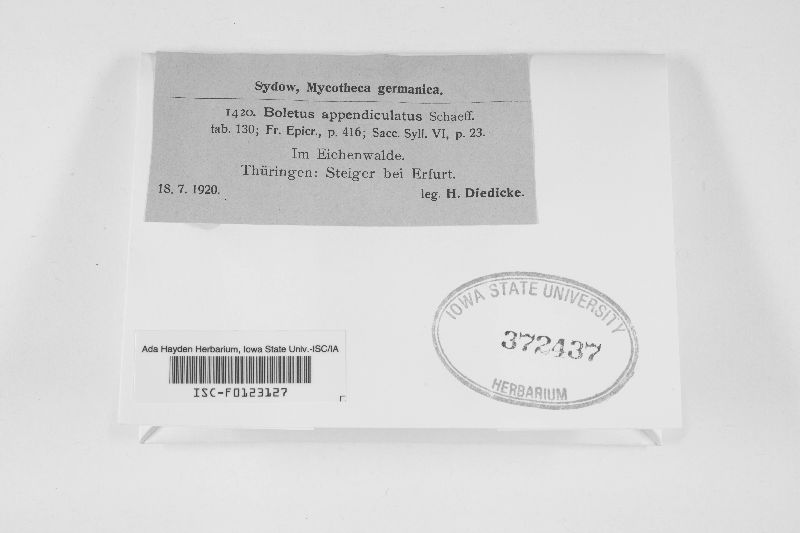 Sydow, Mycotheca germanica.
1420. Boletus appendiculatus Schaeff.
tab. 130; Fr. Epicr., p. 416; Sacc. Syll. VI, p. 23.
Im Eichenwalde.
Thüringen: Steiger bei Erfurt.
18. 7. 1920.
leg. H. Diedicke.
IOWA STATE UNIVERSITY
372437
HERBARIUM
Ada Hayden Herbarium, Iowa State Univ.-ISC/IA
ISC-F0123127